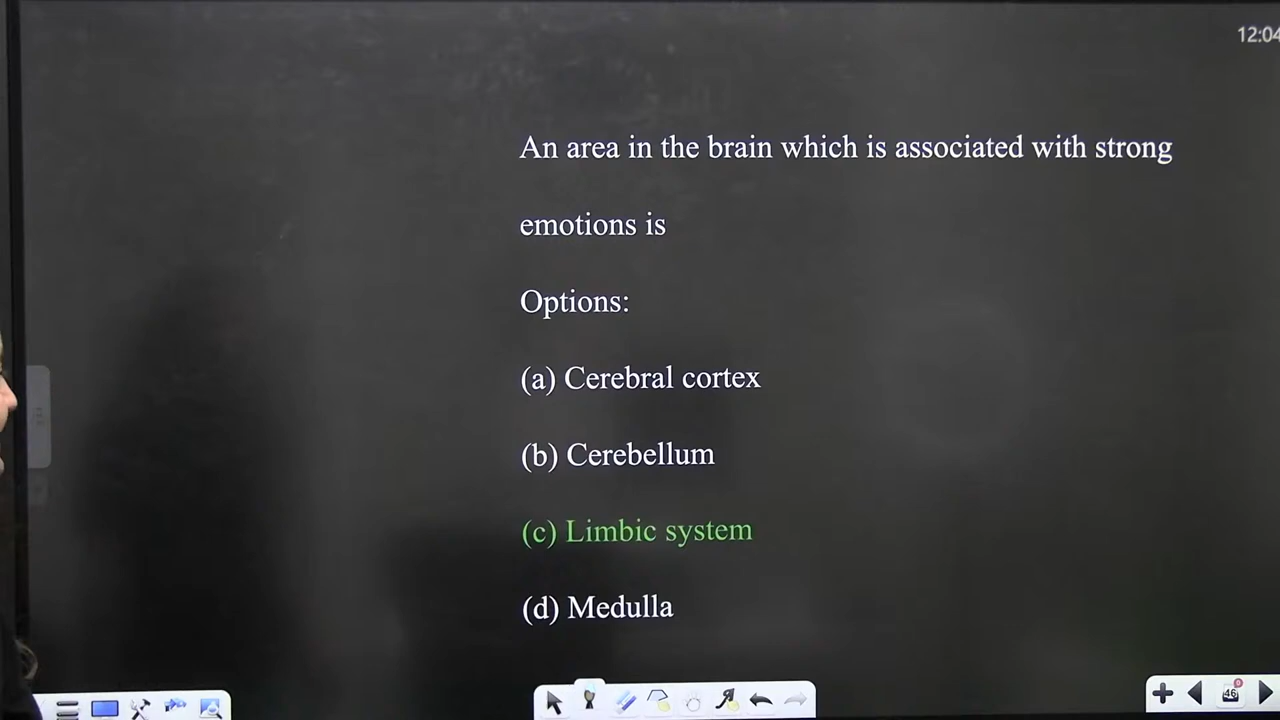 12:04
An area in the brain which is associated with strong
emotions is
Options:
(a) Cerebral cortex
(b) Cerebellum
(c) Limbic system
(d) Medulla
46